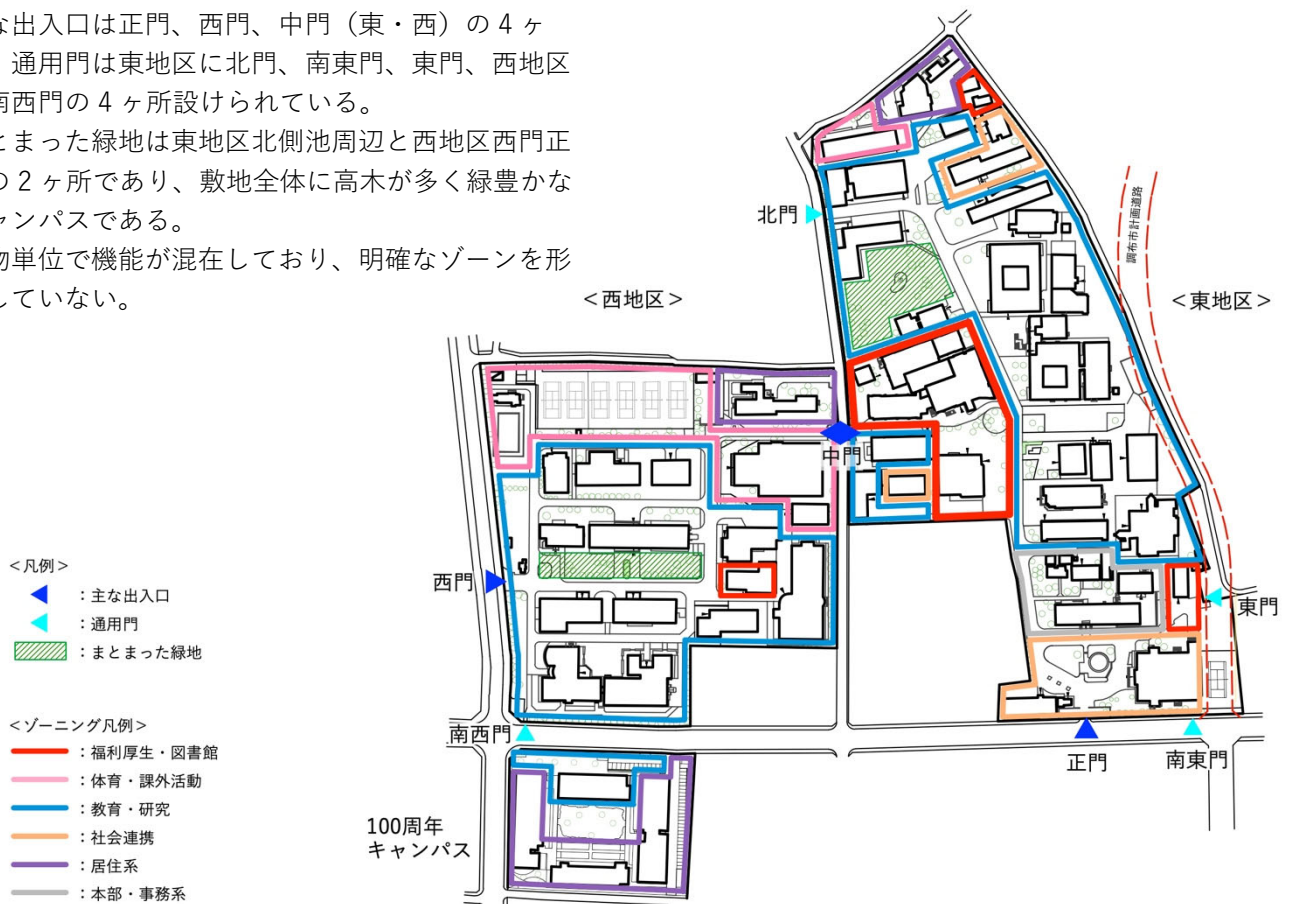 な出入口は正門、西門、中門（東・西）の４ヶ
、通用門は東地区に北門、南東門、東門、西地区
南西門の４ヶ所設けられている。
とまった緑地は東地区北側池周辺と西地区西門正
の２ヶ所であり、敷地全体に高木が多く緑豊かな
ャンパスである。
物単位で機能が混在しており、明確なゾーンを形
していない。
＜西地区＞
＜東地区＞
調布市計画道路
北門
中門
西門
東門
南西門
正門
南東門
100周年
キャンパス
＜凡例＞
：主な出入口
：通用門
：まとまった緑地
＜ゾーニング凡例＞
：福利厚生・図書館
：体育・課外活動
：教育・研究
：社会連携
：居住系
：本部・事務系